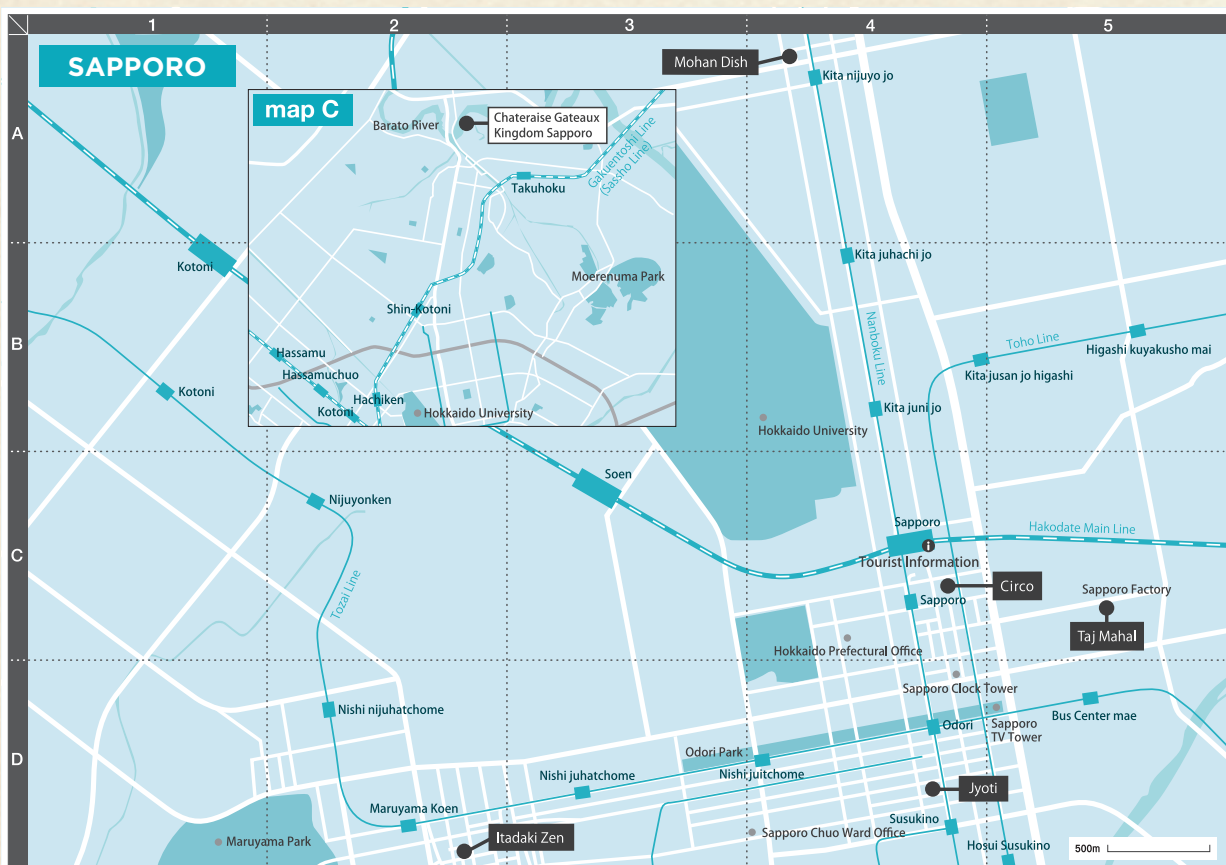 1 2 3 4 5
A
B
C
D
SAPPORO
map C
Barato River
Chateraise Gateaux
Kingdom Sapporo
Gakuentoshi Line
(Sassho Line)
Takuhoku
Moerenuma Park
Shin-Kotoni
Hassamu
Hassamuchuo
Hachiken
Kotoni
Hokkaido University
Mohan Dish
Kita nijuyo jo
Kotoni
Kita juhachi jo
Nanboku Line
Toho Line
Higashi kuyakusho mai
Kita jusan jo higashi
Kotoni
Kita juni jo
Hokkaido University
Soen
Nijuyonken
Sapporo
Hakodate Main Line
Tourist Information
Tozai Line
Circo
Sapporo
Sapporo Factory
Taj Mahal
Hokkaido Prefectural Office
Sapporo Clock Tower
Nishi nijuhatchome
Bus Center mae
Odori
Sapporo
TV Tower
Odori Park
Nishi juhatchome
Nishi juitchome
Jyoti
Maruyama Koen
Susukino
Maruyama Park
Itadaki Zen
Sapporo Chuo Ward Office
Hosui Susukino
500m